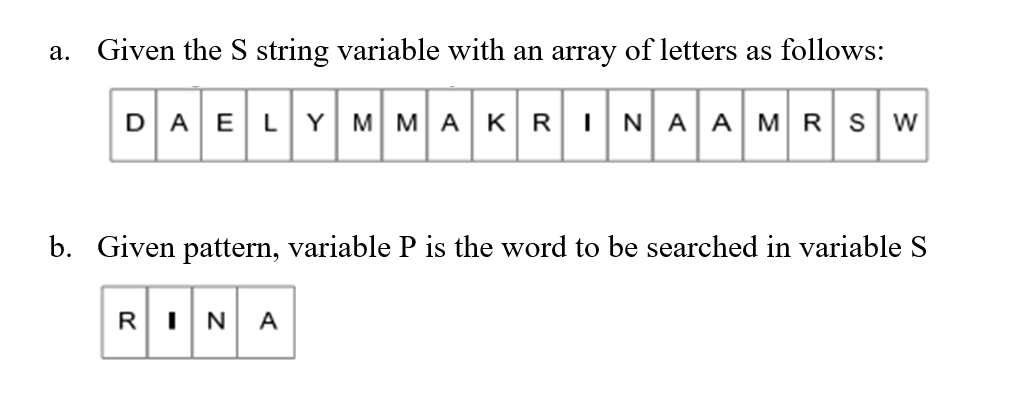 a. Given the S string variable with an array of letters as follows:
D A E L Y M M A K R I N A A M R S W
b. Given pattern, variable P is the word to be searched in variable S
R I N A